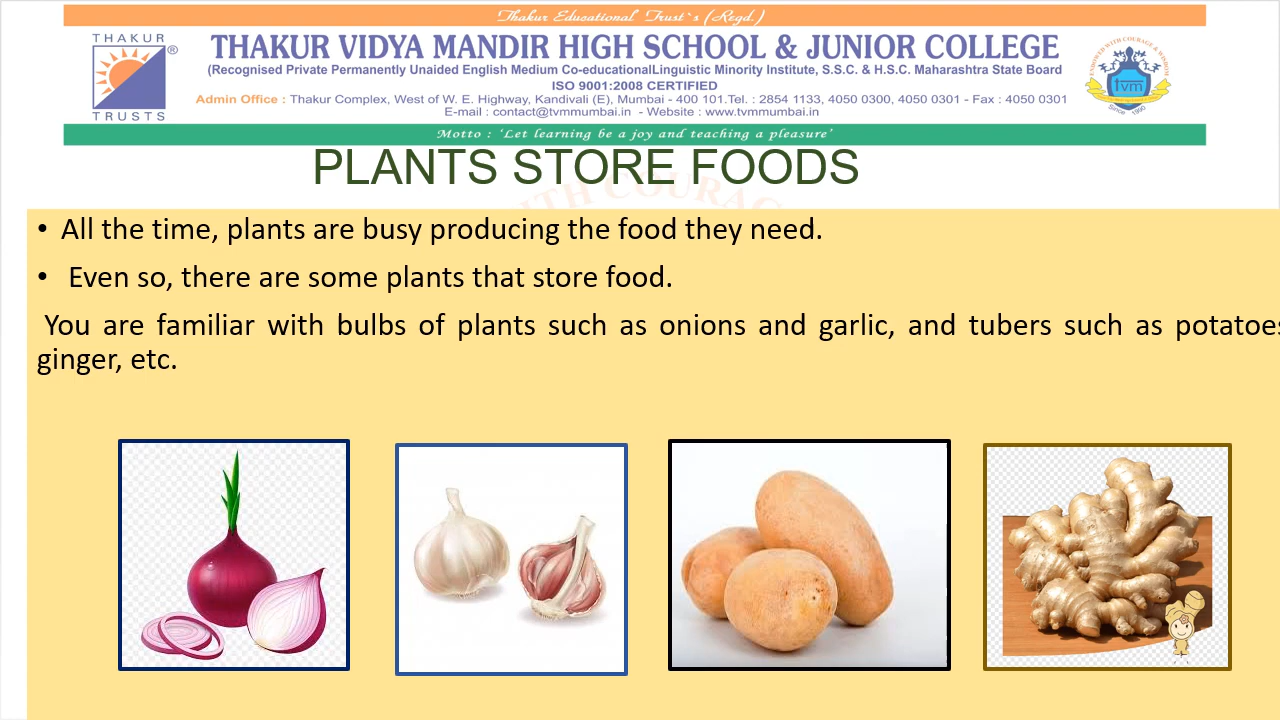 Thakur Educational Trust`s (Regd.)
THAKUR
®
TRUSTS
THAKUR VIDYA MANDIR HIGH SCHOOL & JUNIOR COLLEGE
(Recognised Private Permanently Unaided English Medium Co-educationalLinguistic Minority Institute, S.S.C. & H.S.C. Maharashtra State Board
ISO 9001:2008 CERTIFIED
Admin Office : Thakur Complex, West of W. E. Highway, Kandivali (E), Mumbai - 400 101.Tel. : 2854 1133, 4050 0300, 4050 0301 - Fax : 4050 0301
E-mail : contact@tvmmumbai.in - Website : www.tvmmumbai.in
tvm
Since 1990
Motto : ‘Let learning be a joy and teaching a pleasure’
PLANTS STORE FOODS
WITH COURAG
• All the time, plants are busy producing the food they need.
• Even so, there are some plants that store food.
You are familiar with bulbs of plants such as onions and garlic, and tubers such as potatoes
ginger, etc.